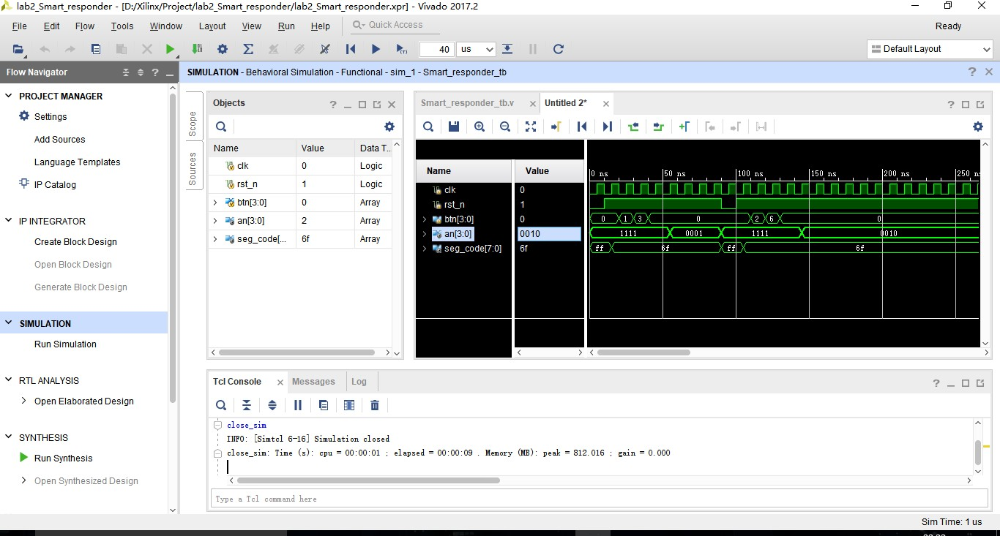 lab2_Smart_responder - [D:/Xilinx/Project/lab2_Smart_responder/lab2_Smart_responder.xpr] - Vivado 2017.2
File Edit Flow Tools Window Layout View Run Help Quick Access Ready
40 us Default Layout
Flow Navigator
SIMULATION - Behavioral Simulation - Functional - sim_1 - Smart_responder_tb
PROJECT MANAGER
Settings
Add Sources
Language Templates
IP Catalog
IP INTEGRATOR
Create Block Design
Open Block Design
Generate Block Design
SIMULATION
Run Simulation
RTL ANALYSIS
Open Elaborated Design
SYNTHESIS
Run Synthesis
Open Synthesized Design
Scope
Sources
Objects
Name Value Data T...
clk 0 Logic
rst_n 1 Logic
btn[3:0] 0 Array
an[3:0] 2 Array
seg_code[... 6f Array
Smart_responder_tb.v Untitled 2*
Name Value
0 ns 50 ns 100 ns 150 ns 200 ns 250 n
clk 0
rst_n 1
btn[3:0] 0 0 1 3 0 2 6 0
an[3:0] 0010 1111 0001 1111 0010
seg_code[7:0] 6f ff 6f ff 6f
Tcl Console Messages Log
close_sim
INFO: [Simtcl 6-16] Simulation closed
close_sim: Time (s): cpu = 00:00:01 ; elapsed = 00:00:09 . Memory (MB): peak = 812.016 ; gain = 0.000
Type a Tcl command here
Sim Time: 1 us